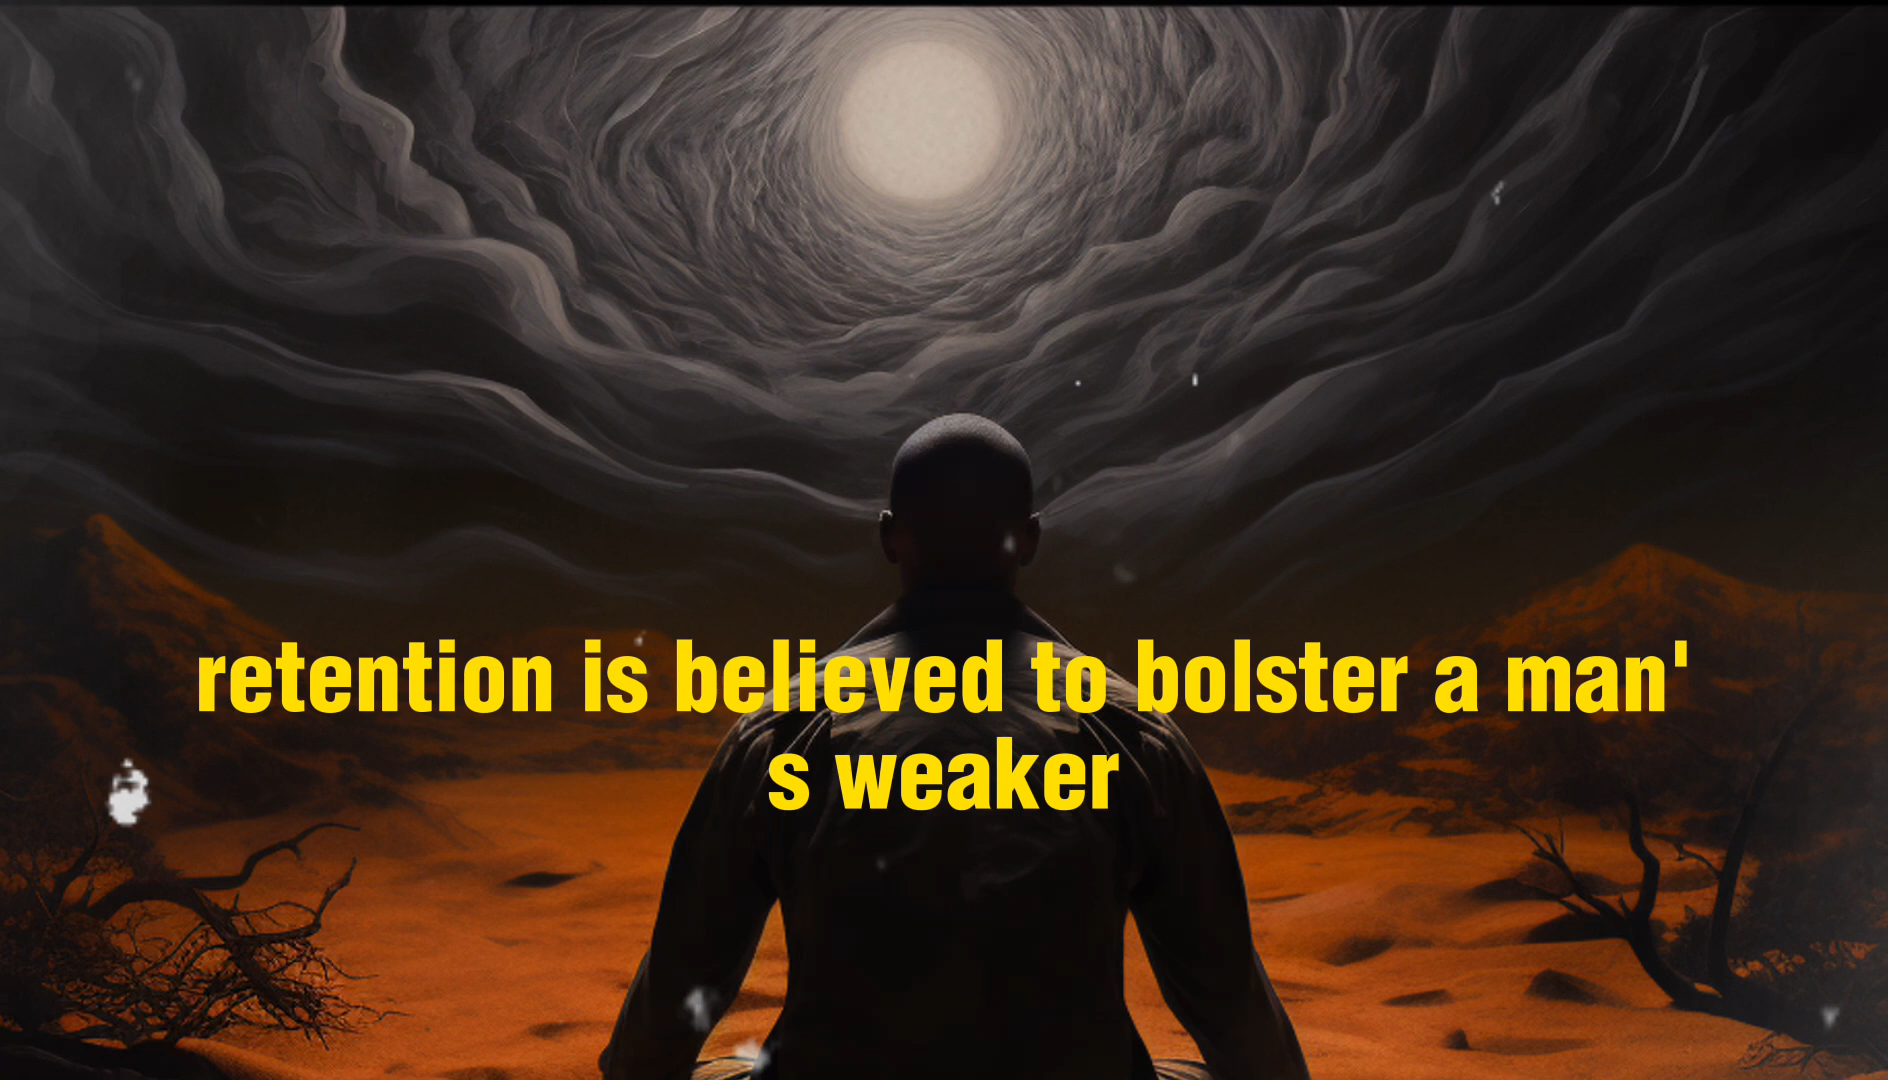 retention is believed to bolster a man'
s weaker